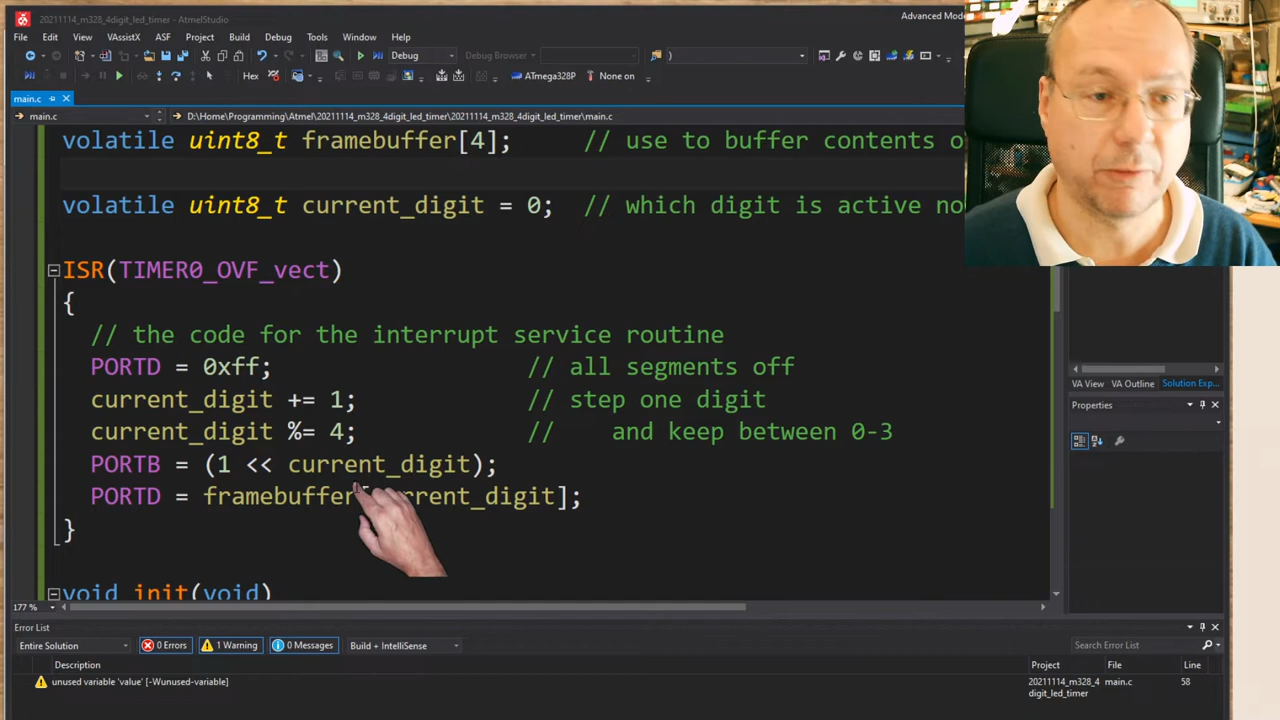 20211114_m328_4digit_led_timer - AtmelStudio
Advanced Mode
File Edit View VAssistX ASF Project Build Debug Tools Window Help
Debug Debug Browser )
Hex ATmega328P None on
main.c
main.c D:\Home\Programming\Atmel\20211114_m328_4digit_led_timer\20211114_m328_4digit_led_timer\main.c
volatile uint8_t framebuffer[4]; // use to buffer contents o
volatile uint8_t current_digit = 0; // which digit is active no
ISR(TIMER0_OVF_vect)
{
// the code for the interrupt service routine
PORTD = 0xff; // all segments off
current_digit += 1; // step one digit
current_digit %= 4; // and keep between 0-3
PORTB = (1 << current_digit);
PORTD = framebuffer[current_digit];
}
void init(void)
177 %
VA View VA Outline Solution Exp...
Properties
Error List
Entire Solution 0 Errors 1 Warning 0 Messages Build + IntelliSense Search Error List
Description Project File Line
unused variable 'value' [-Wunused-variable] 20211114_m328_4 main.c 58
digit_led_timer